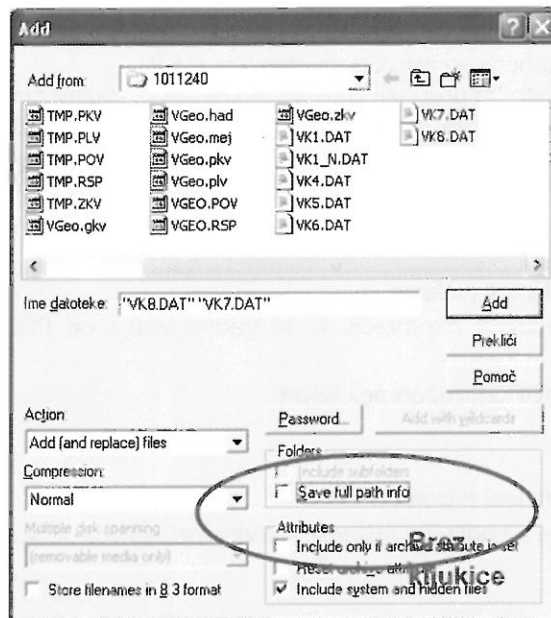 Add
Add from: 1011240
TMP.PKV VGeo.had VGeo.zkv VK7.DAT
TMP.PLV VGeo.mej VK1.DAT VK8.DAT
TMP.POV VGeo.pkv VK1_N.DAT
TMP.RSP VGeo.plv VK4.DAT
TMP.ZKV VGEO.POV VK5.DAT
VGeo.gkv VGEO.RSP VK6.DAT
Ime datoteke: "VK8.DAT" "VK7.DAT"
Add
Prekliči
Pomoč
Action:
Add (and replace) files
Password...
Add with wildcards
Compression:
Normal
Folders
Include subfolders
Save full path info
Multiple disk spanning
(removable media only)
Attributes
Include only if archive attribute is set
Reset archive attribute
Include system and hidden files
Store filenames in 8.3 format
Brez
kljukice